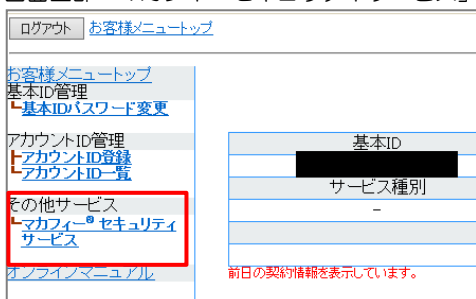 ログアウト お客様メニュートップ
お客様メニュートップ
基本ID管理
基本IDパスワード変更
アカウントID管理
アカウントID登録
アカウントID一覧
その他サービス
マカフィー® セキュリティ
サービス
オンラインマニュアル
基本ID
サービス種別
－
前日の契約情報を表示しています。